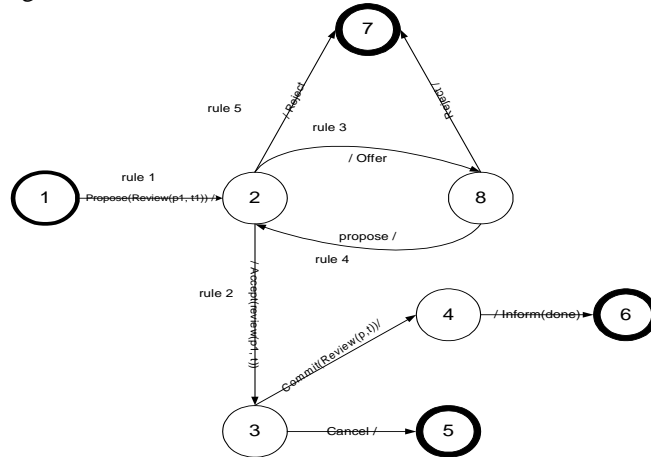 7
rule 5
/ Reject
Reject /
rule 3
/ Offer
rule 1
1
Propose(Review(p1, t1)) /
2
8
propose /
rule 4
rule 2
/ Accept(review(p1, t))
4
/ Inform(done)
6
Commit(Review(p,t))/
3
Cancel /
5